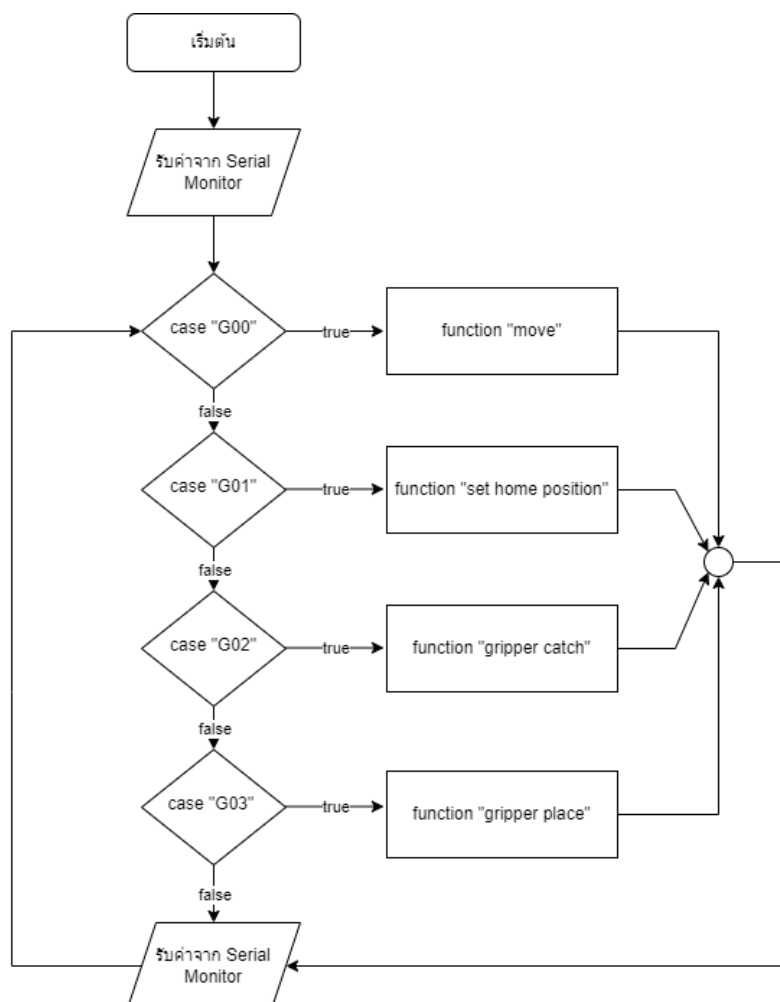 เริ่มต้น
รับค่าจาก Serial
Monitor
case "G00"
true
function "move"
false
case "G01"
true
function "set home position"
false
case "G02"
true
function "gripper catch"
false
case "G03"
true
function "gripper place"
false
รับค่าจาก Serial
Monitor